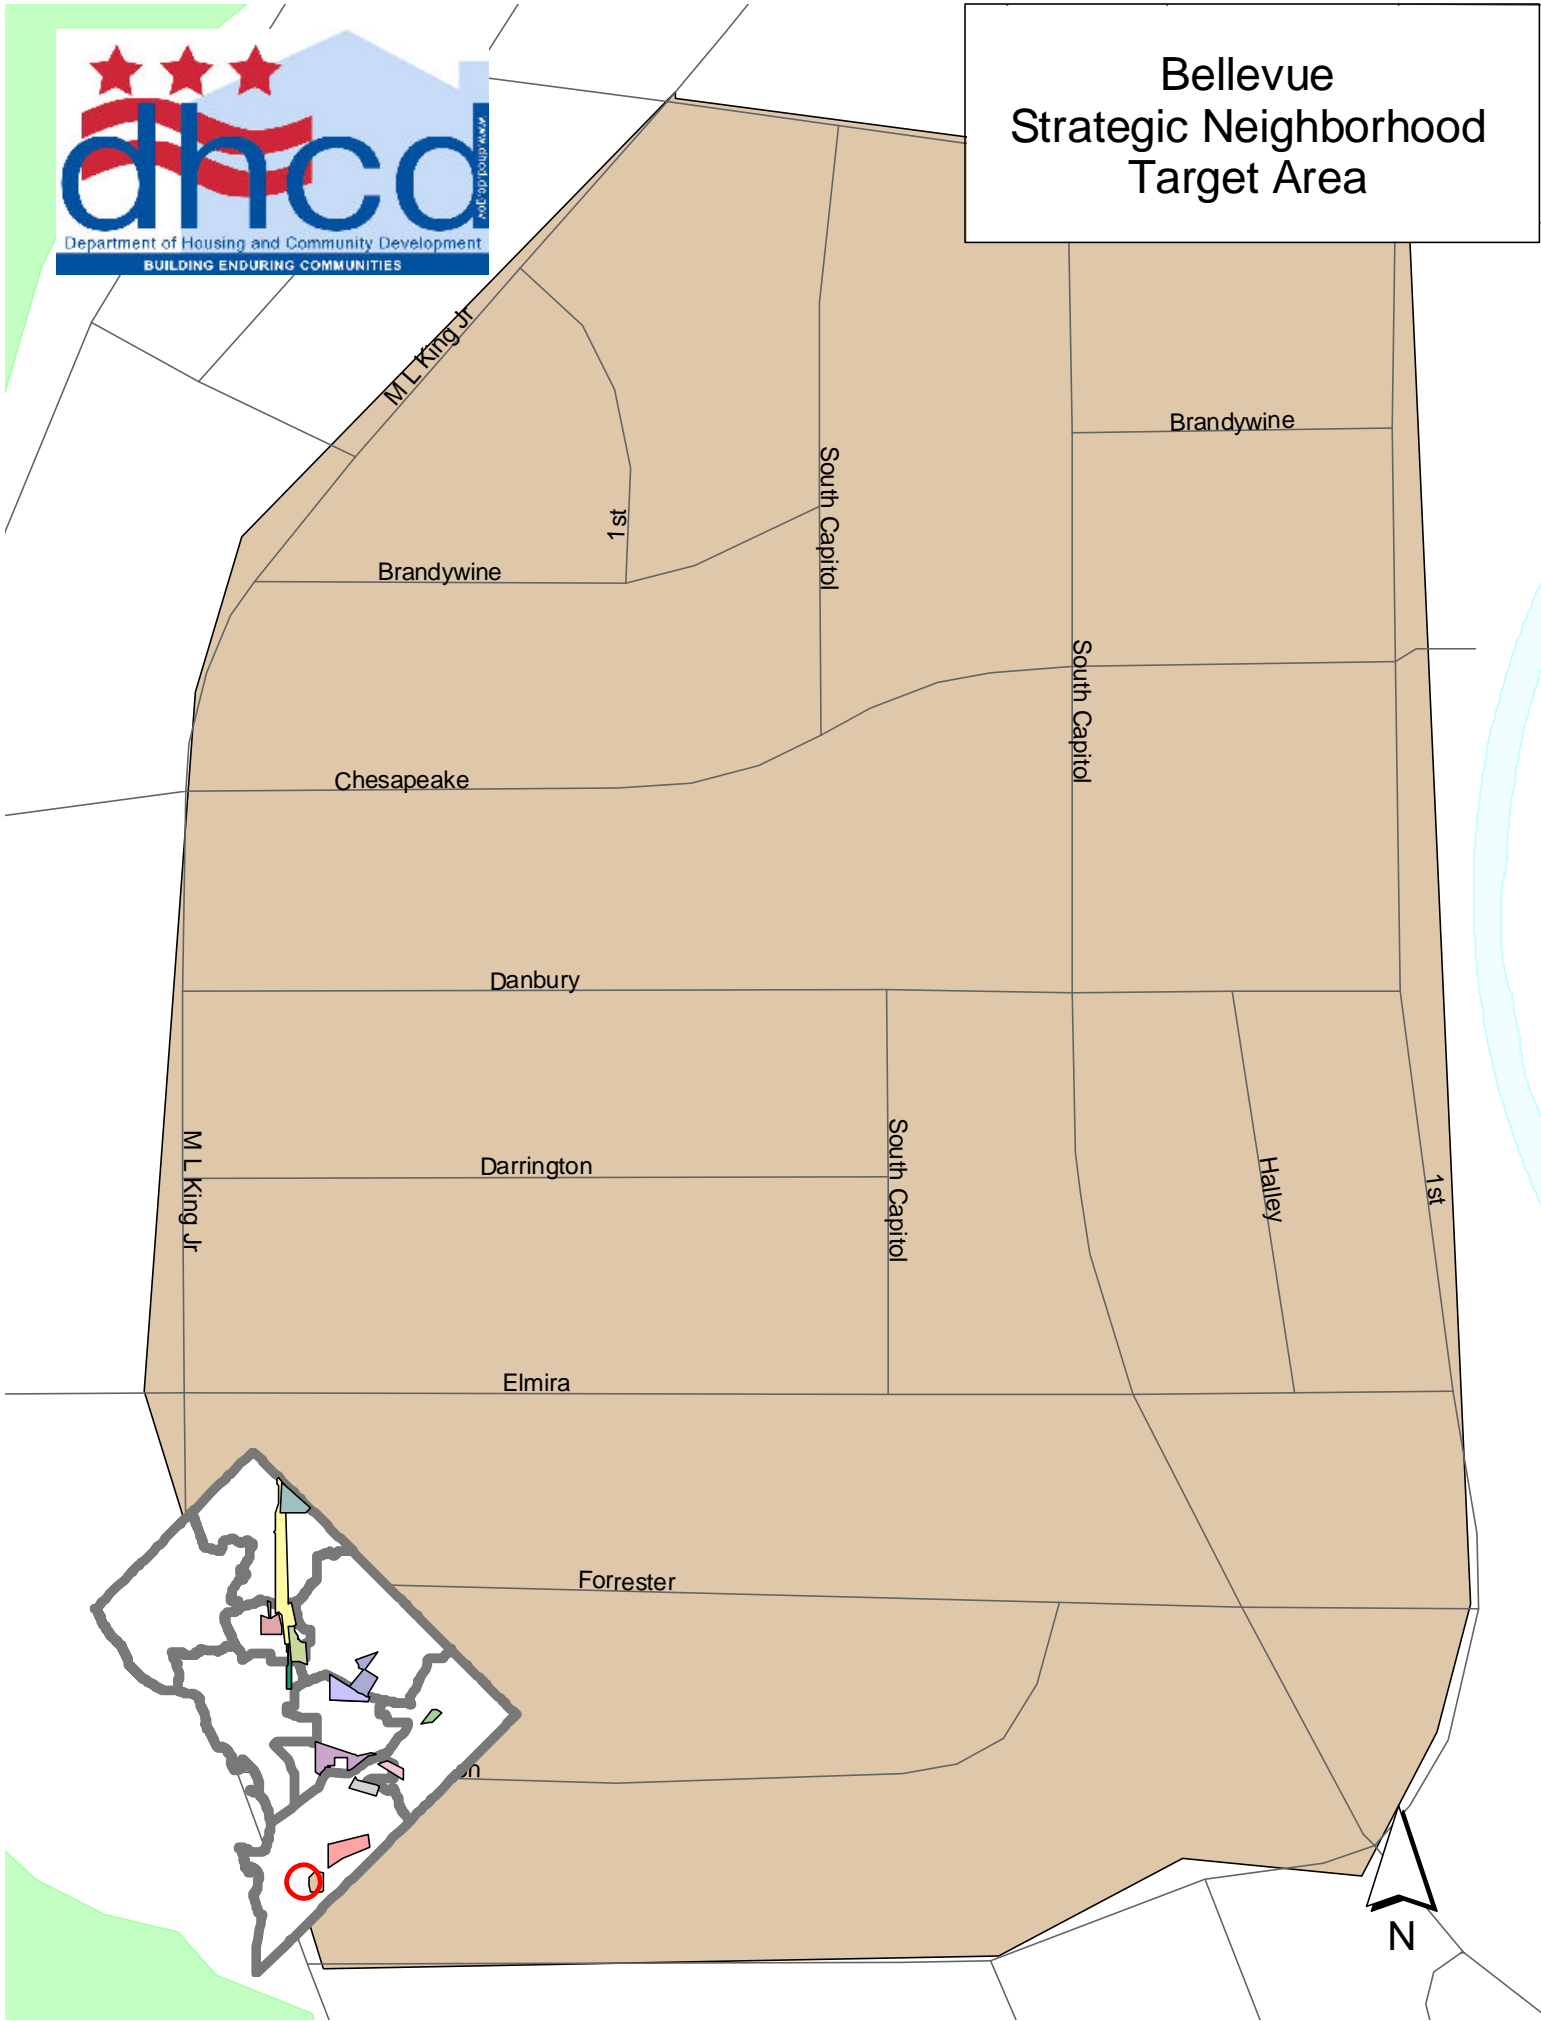 Bellevue
Strategic Neighborhood
Target Area
dhcd
www.dhcd.dc.gov
Department of Housing and Community Development
BUILDING ENDURING COMMUNITIES
M L King Jr
Brandywine
South Capitol
1st
Brandywine
South Capitol
Chesapeake
Danbury
M L King Jr
Darrington
South Capitol
Halley
1st
Elmira
Forrester
on
N